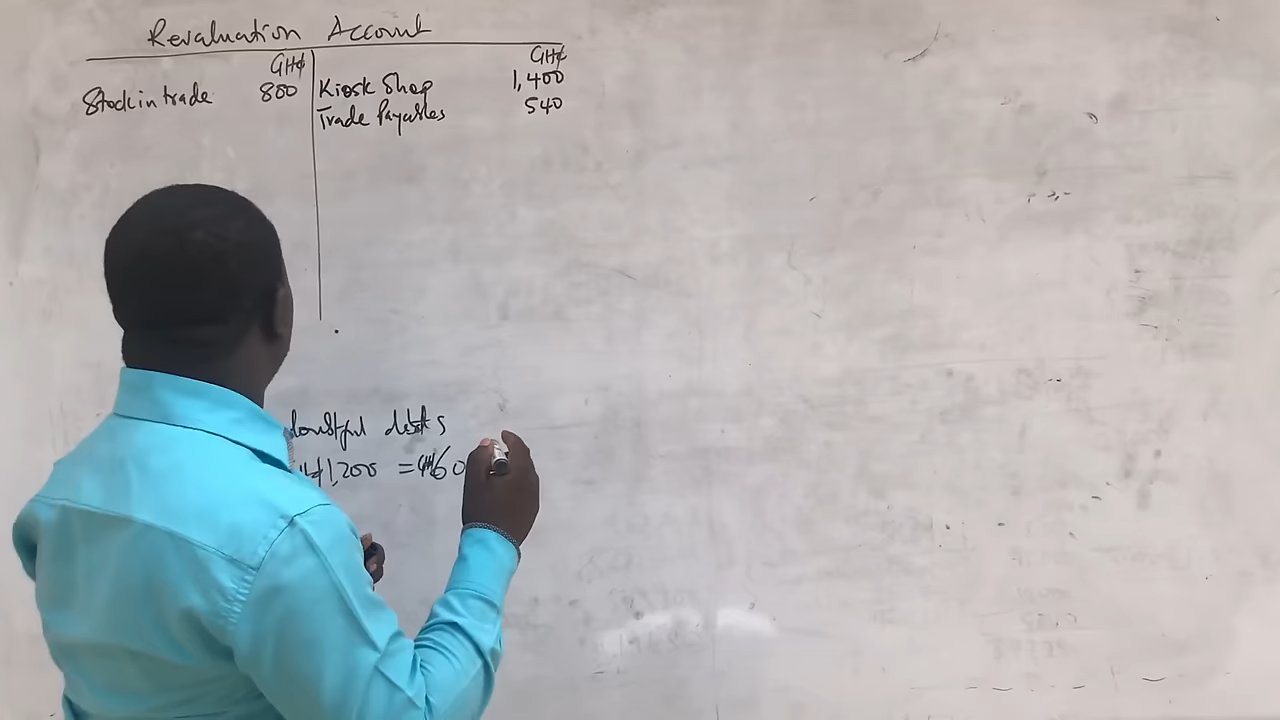 Revaluation Account
GH¢ GH¢
Stock in trade 800 Kiosk Shop 1,400
Trade Payables 540
doubtful debts
1,200 = GH¢60